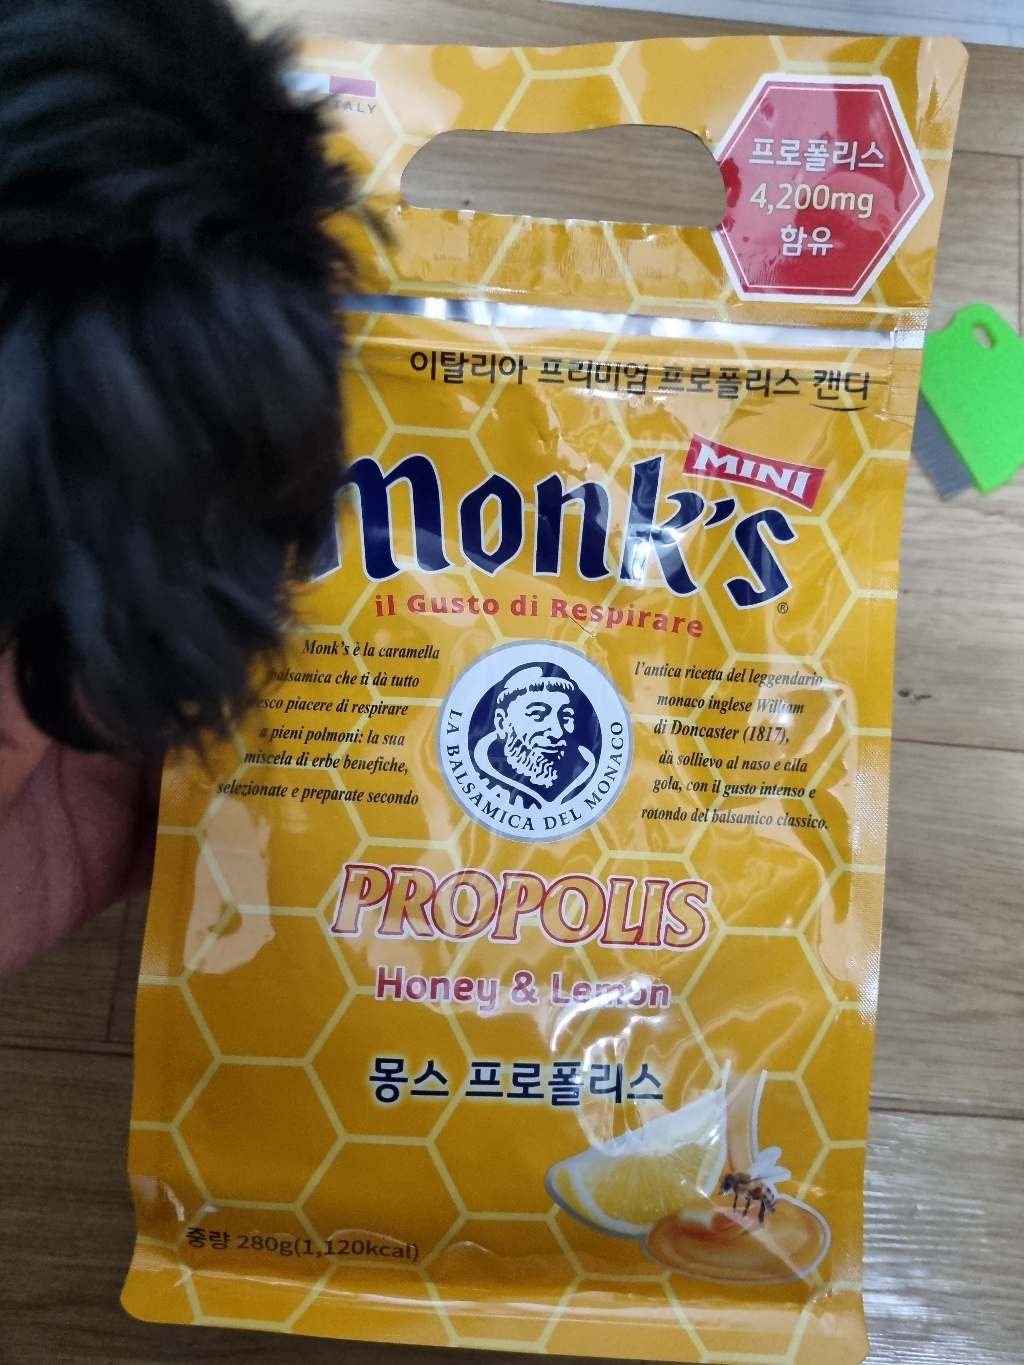 ITALY
프로폴리스
4,200mg
함유
이탈리아 프리미엄 프로폴리스 캔디
Monk's
MINI
®
il Gusto di Respirare
Monk's è la caramella
balsamica che ti dà tutto
piacere di respirare
a pieni polmoni: la sua
miscela di erbe benefiche,
selezionate e preparate secondo
LA BALSAMICA DEL MONACO
l'antica ricetta del leggendario
monaco inglese William
di Doncaster (1817),
dà sollievo al naso e alla
gola, con il gusto intenso e
rotondo del balsamico classico.
PROPOLIS
Honey & Lemon
몽스 프로폴리스
중량 280g(1,120kcal)